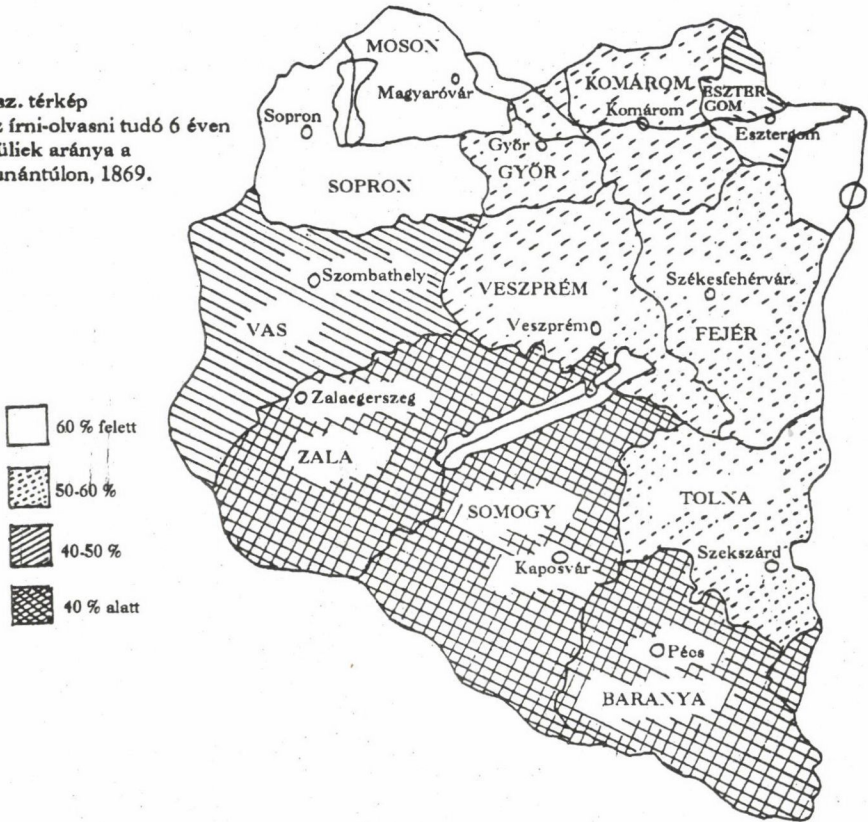 sz. térkép
z írni-olvasni tudó 6 éven
üliek aránya a
unántúlon, 1869.
MOSON
Magyaróvár
Sopron
SOPRON
KOMÁROM
Komárom
ESZTER
GOM
Esztergom
Győr
GYŐR
Szombathely
VAS
VESZPRÉM
Veszprém
Székesfehérvár
FEJÉR
Zalaegerszeg
ZALA
SOMOGY
Kaposvár
TOLNA
Szekszárd
Pécs
BARANYA
60 % felett
50-60 %
40-50 %
40 % alatt